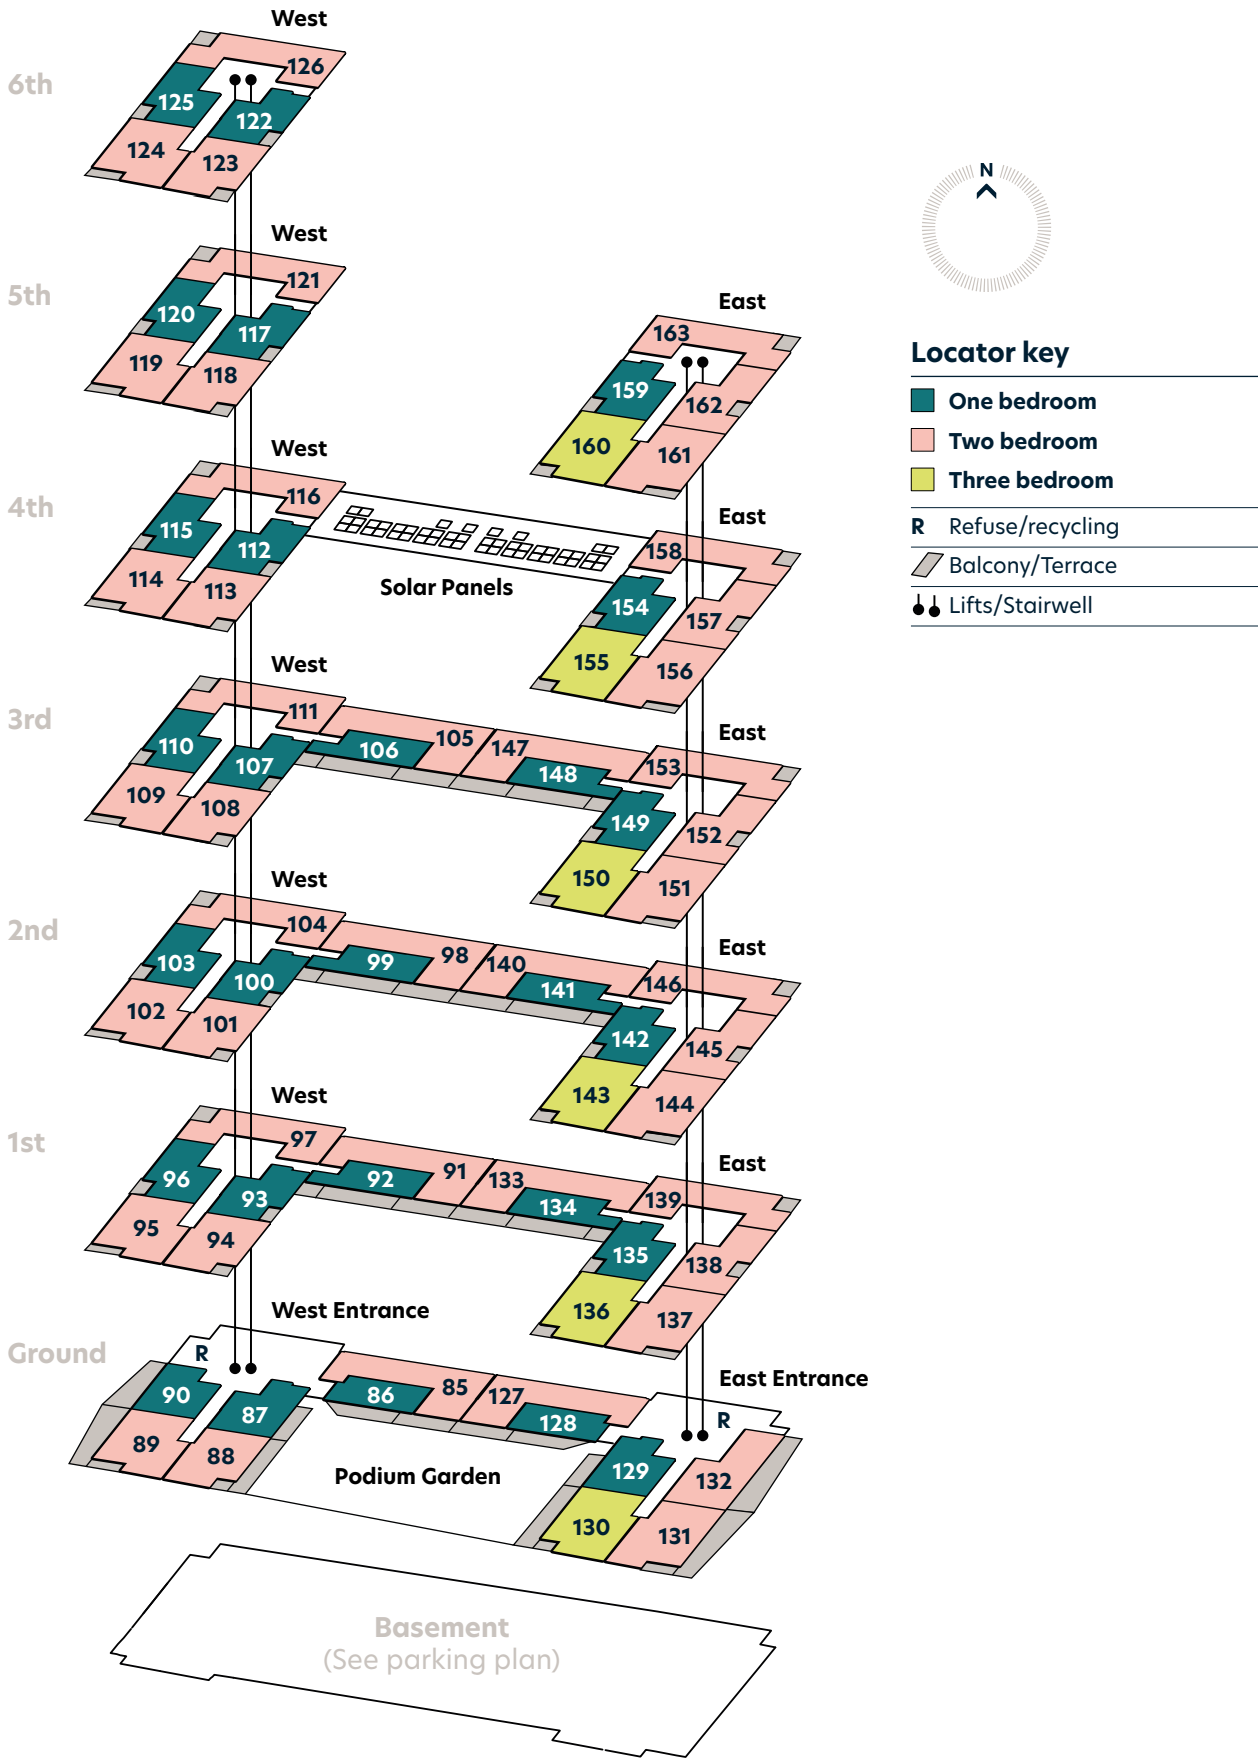 West
6th
126
125
122
124
123
West
5th
121
120
117
119
118
East
163
159
162
160
161
West
4th
116
115
112
114
113
Solar Panels
East
158
154
157
155
156
West
3rd
111
110
107
109
108
106
105
147
148
East
153
149
152
150
151
West
2nd
104
103
100
102
101
99
98
140
141
East
146
142
145
143
144
West
1st
97
96
93
95
94
92
91
133
134
East
139
135
138
136
137
West Entrance
Ground
R
90
87
89
88
86
85
127
128
East Entrance
R
129
132
130
131
Podium Garden
Basement
(See parking plan)
N
Locator key
One bedroom
Two bedroom
Three bedroom
R Refuse/recycling
Balcony/Terrace
Lifts/Stairwell